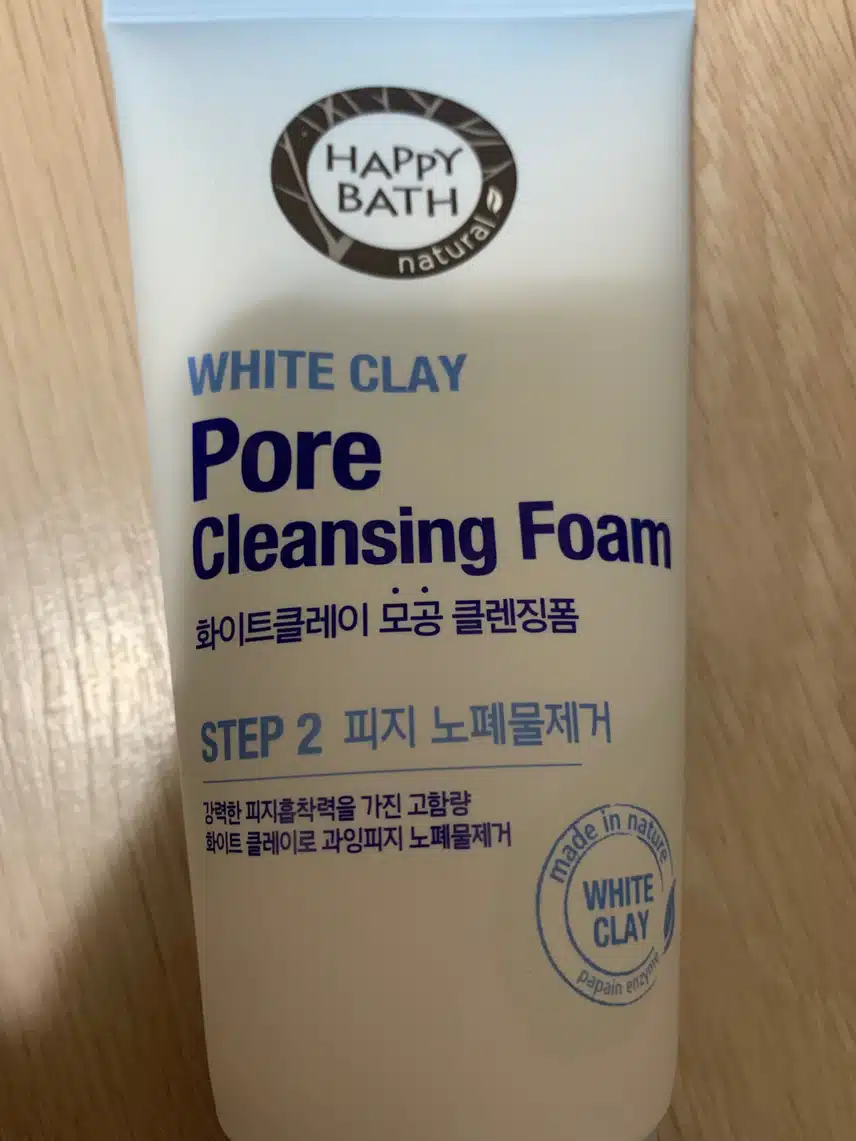 HAPPY
BATH
natural
WHITE CLAY
Pore
Cleansing Foam
화이트클레이 모공 클렌징폼
STEP 2 피지 노폐물제거
강력한 피지흡착력을 가진 고함량
화이트 클레이로 과잉피지 노폐물제거
made in nature
WHITE
CLAY
papain enzyme